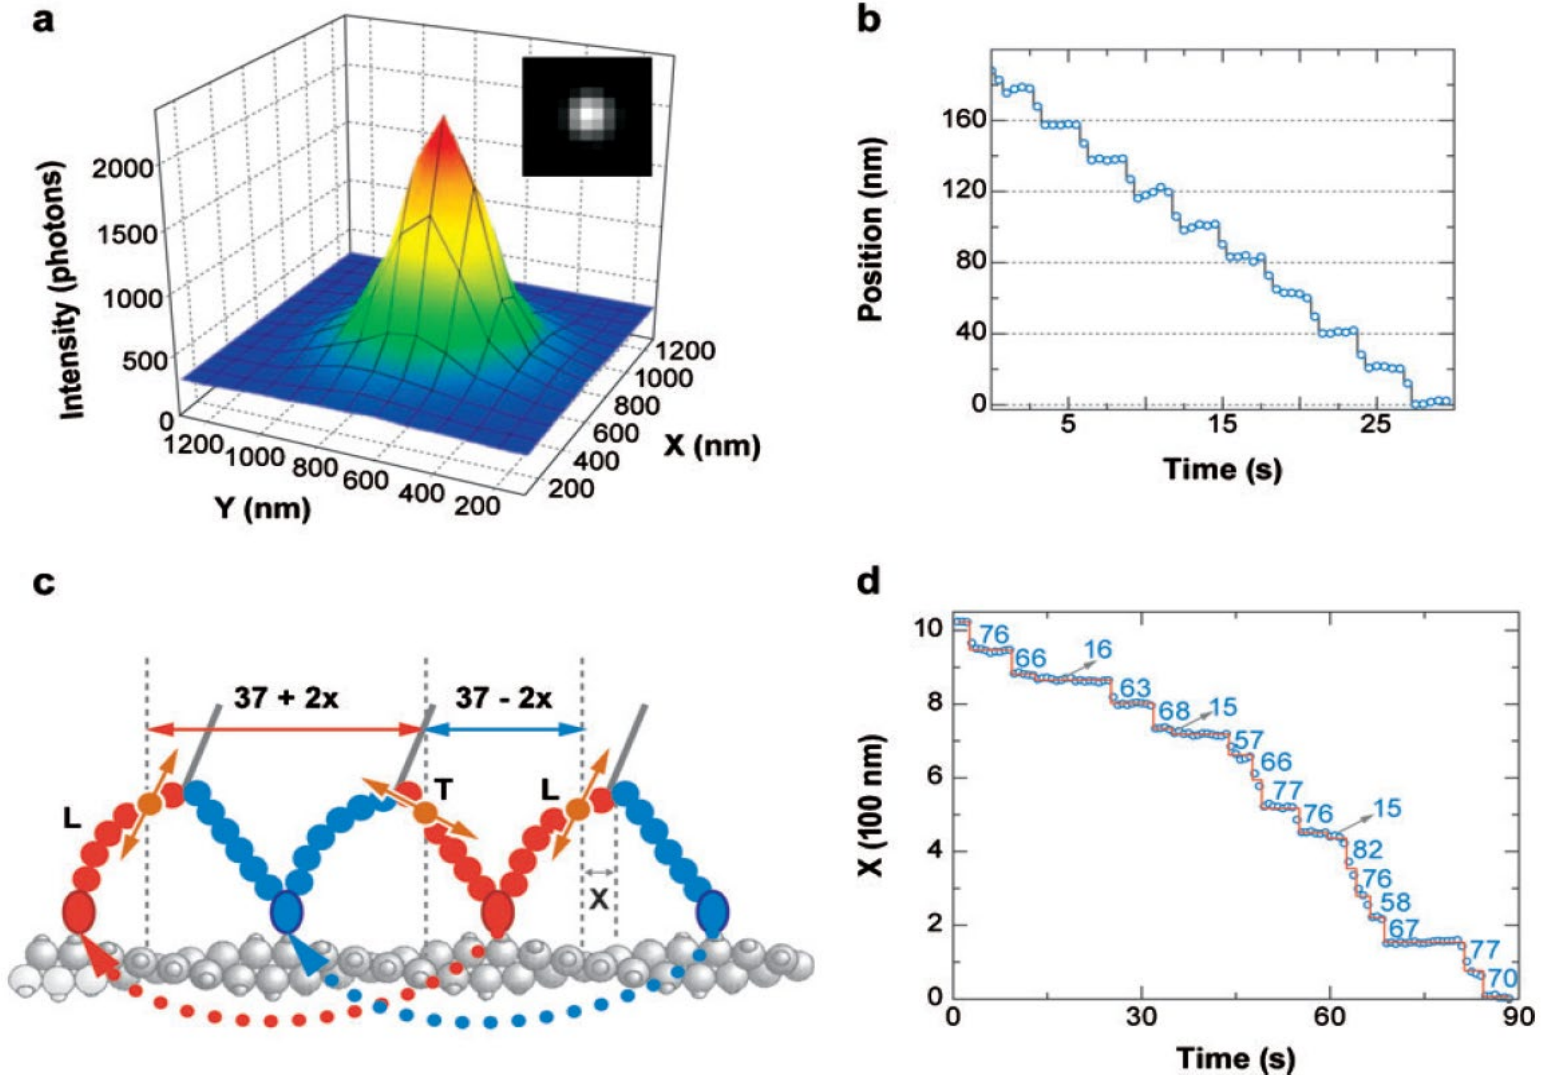 a
Intensity (photons)
2000
1500
1000
500
0
1200 1000 800 600 400 200
Y (nm)
1200
1000
800
600
400
200
X (nm)
b
Position (nm)
160
120
80
40
0
5 15 25
Time (s)
c
37 + 2x 37 - 2x
L T L
X
d
X (100 nm)
10
8
6
4
2
0
76
66
16
63
68
15
57
66
77
76
15
82
76
58
67
77
70
0 30 60 90
Time (s)